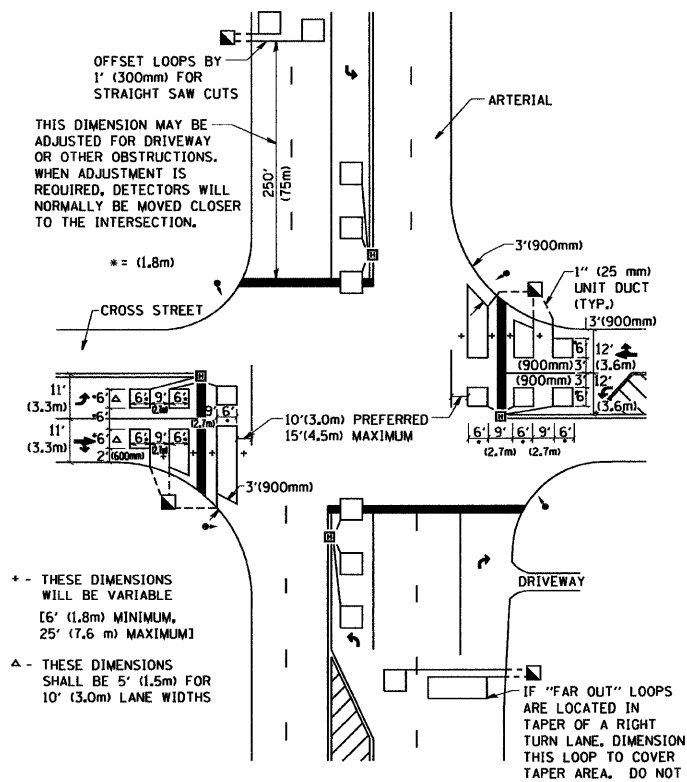 OFFSET LOOPS BY
1' (300mm) FOR
STRAIGHT SAW CUTS
ARTERIAL
THIS DIMENSION MAY BE
ADJUSTED FOR DRIVEWAY
OR OTHER OBSTRUCTIONS.
WHEN ADJUSTMENT IS
REQUIRED, DETECTORS WILL
NORMALLY BE MOVED CLOSER
TO THE INTERSECTION.
250'
(75m)
* = (1.8m)
H
3'(900mm)
1" (25 mm)
UNIT DUCT
(TYP.)
CROSS STREET
3'(900mm)
+ + +
*6' 12'
(3.6m)
(900mm) 3'
(900mm) 3'
12'
*6'
(3.6m)
H
H
11'
(3.3m)
*6' Δ 6' 9' 6'
*6'
9' 6'
(2.7m)
11'
(3.3m)
*6' Δ 6' 9' 6'
2' (600mm)
+ + +
10'(3.0m) PREFERRED
15'(4.5m) MAXIMUM
6' 9' 6' 9' 6'
(2.7m) (2.7m)
3'(900mm)
H
+ - THESE DIMENSIONS
WILL BE VARIABLE
[6' (1.8m) MINIMUM,
25' (7.6 m) MAXIMUM]
DRIVEWAY
Δ - THESE DIMENSIONS
SHALL BE 5' (1.5m) FOR
10' (3.0m) LANE WIDTHS
IF "FAR OUT" LOOPS
ARE LOCATED IN
TAPER OF A RIGHT
TURN LANE, DIMENSION
THIS LOOP TO COVER
TAPER AREA. DO NOT